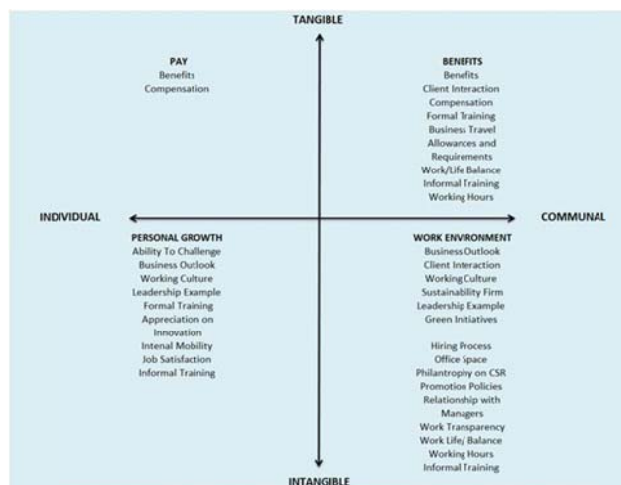 TANGIBLE
PAY
Benefits
Compensation
BENEFITS
Benefits
Client Interaction
Compensation
Formal Training
Business Travel
Allowances and
Requirements
Work/Life Balance
Informal Training
Working Hours
INDIVIDUAL
COMMUNAL
PERSONAL GROWTH
Ability To Challenge
Business Outlook
Working Culture
Leadership Example
Formal Training
Appreciation on
Innovation
Intenal Mobility
Job Satisfaction
Informal Training
WORK ENVIRONMENT
Business Outlook
Client Interaction
Working Culture
Sustainability Firm
Leadership Example
Green Initiatives
Hiring Process
Office Space
Philantrophy on CSR
Promotion Policies
Relationship with
Managers
Work Transparency
Work Life/ Balance
Working Hours
Informal Training
INTANGIBLE